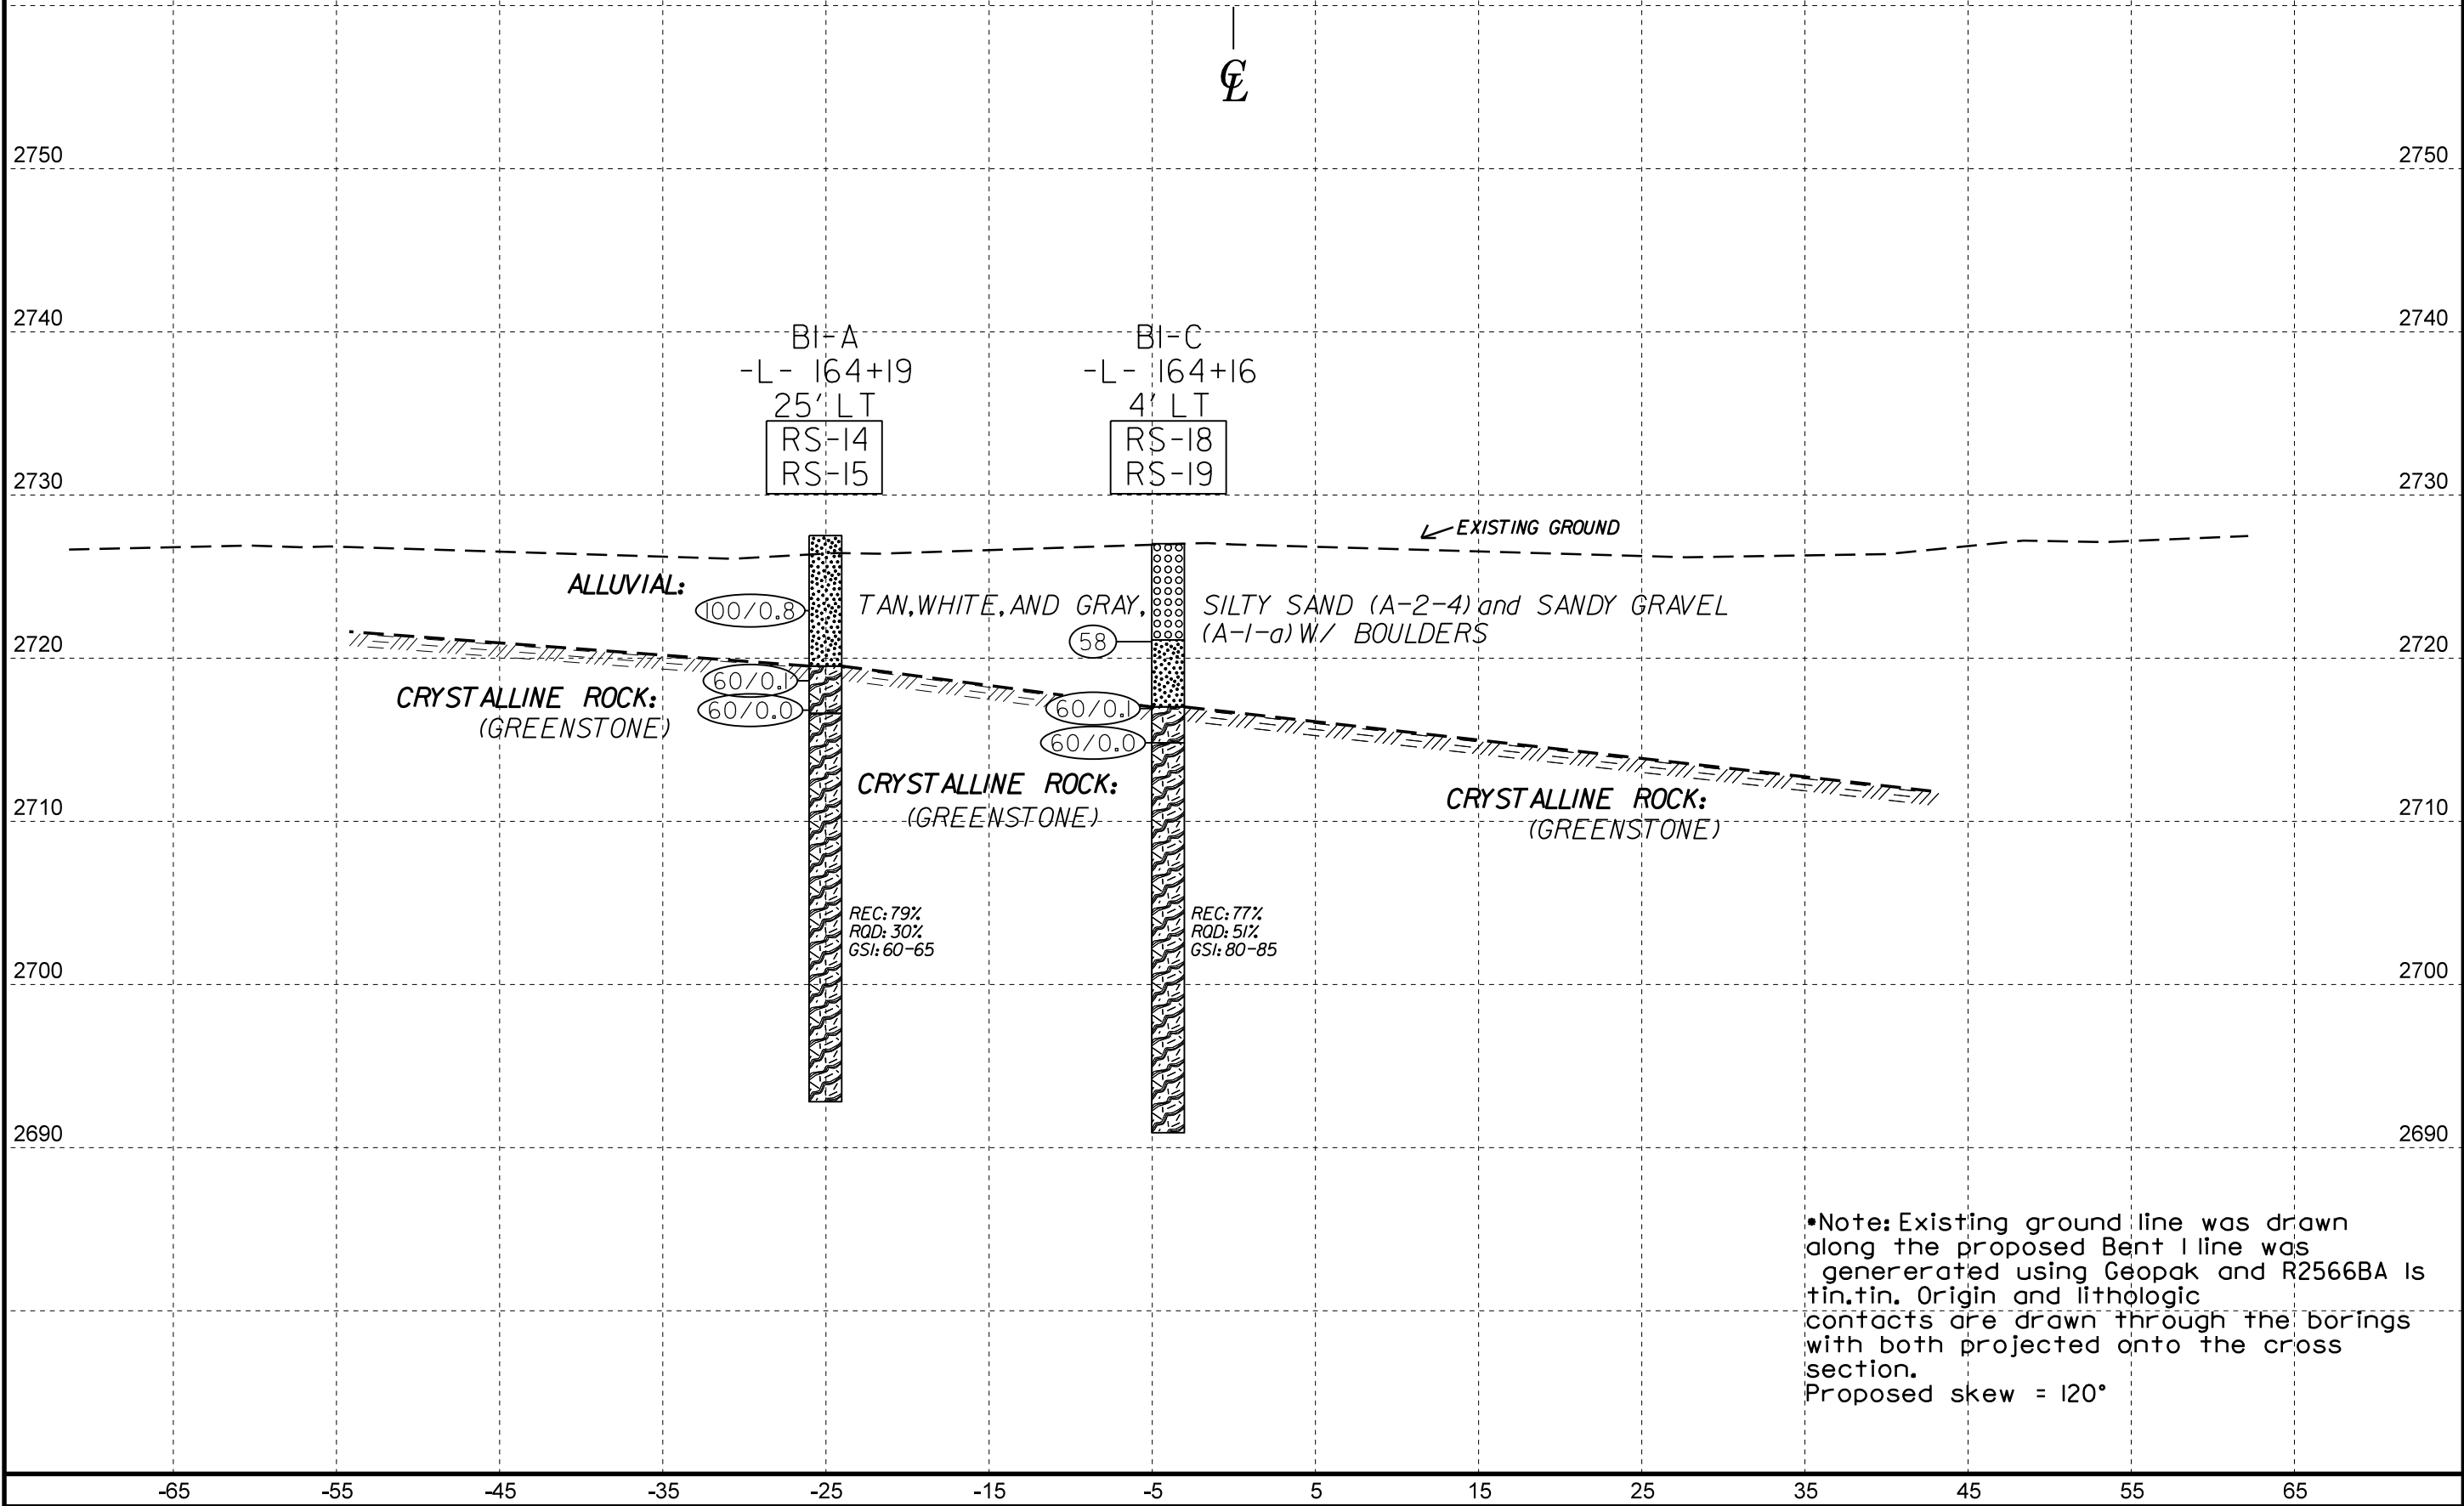 ℄
2750 2750
2740 2740
B1-A B1-C
-L- 164+19 -L- 164+16
25' LT 4' LT
RS-14 RS-18
RS-15 RS-19
2730 2730
EXISTING GROUND
ALLUVIAL:
100/0.8 TAN, WHITE, AND GRAY, SILTY SAND (A-2-4) and SANDY GRAVEL
(A-1-a) W/ BOULDERS
58
2720 2720
60/0.1
60/0.0
CRYSTALLINE ROCK:
(GREENSTONE)
60/0.1
60/0.0
CRYSTALLINE ROCK:
(GREENSTONE)
CRYSTALLINE ROCK:
(GREENSTONE)
2710 2710
REC: 79% REC: 77%
RQD: 30% RQD: 51%
GSI: 60-65 GSI: 80-85
2700 2700
2690 2690
*Note: Existing ground line was drawn
along the proposed Bent 1 line was
genererated using Geopak and R2566BA ls
tin.tin. Origin and lithologic
contacts are drawn through the borings
with both projected onto the cross
section.
Proposed skew = 120°
-65 -55 -45 -35 -25 -15 -5 5 15 25 35 45 55 65